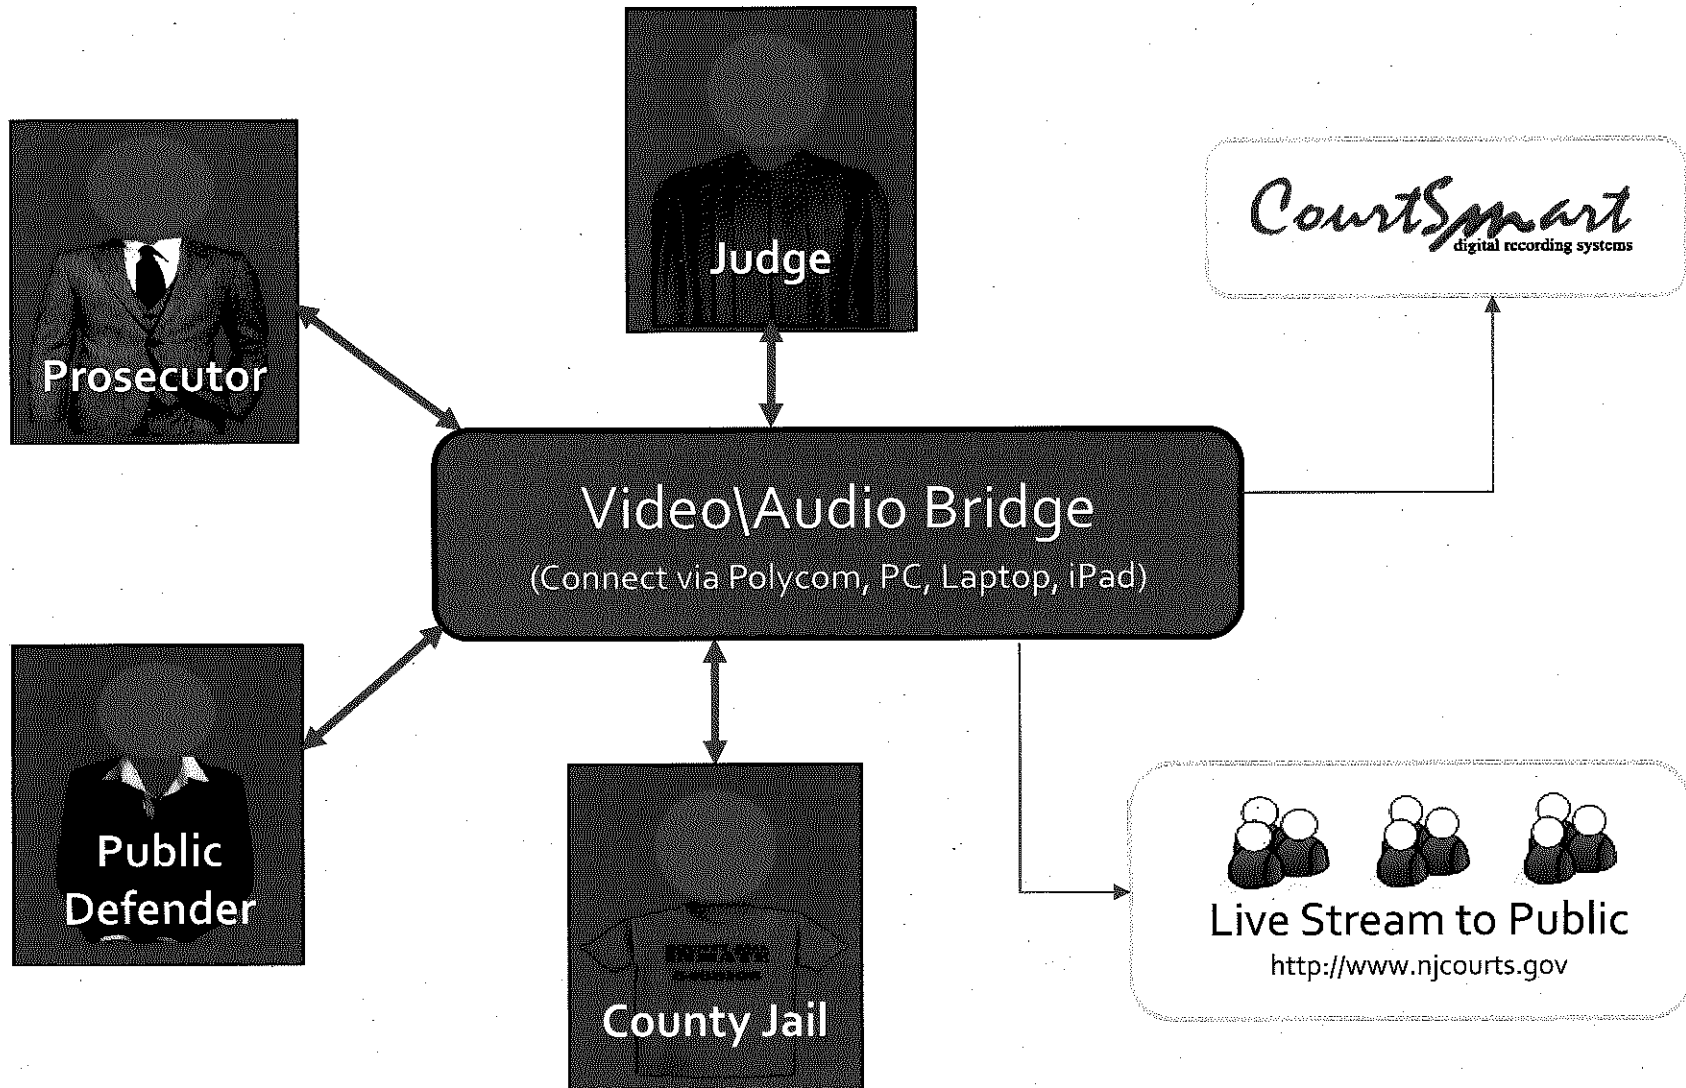 Judge
Prosecutor
CourtSmart
digital recording systems
Video\Audio Bridge
(Connect via Polycom, PC, Laptop, iPad)
Public
Defender
INMATE
County Jail
Live Stream to Public
http://www.njcourts.gov